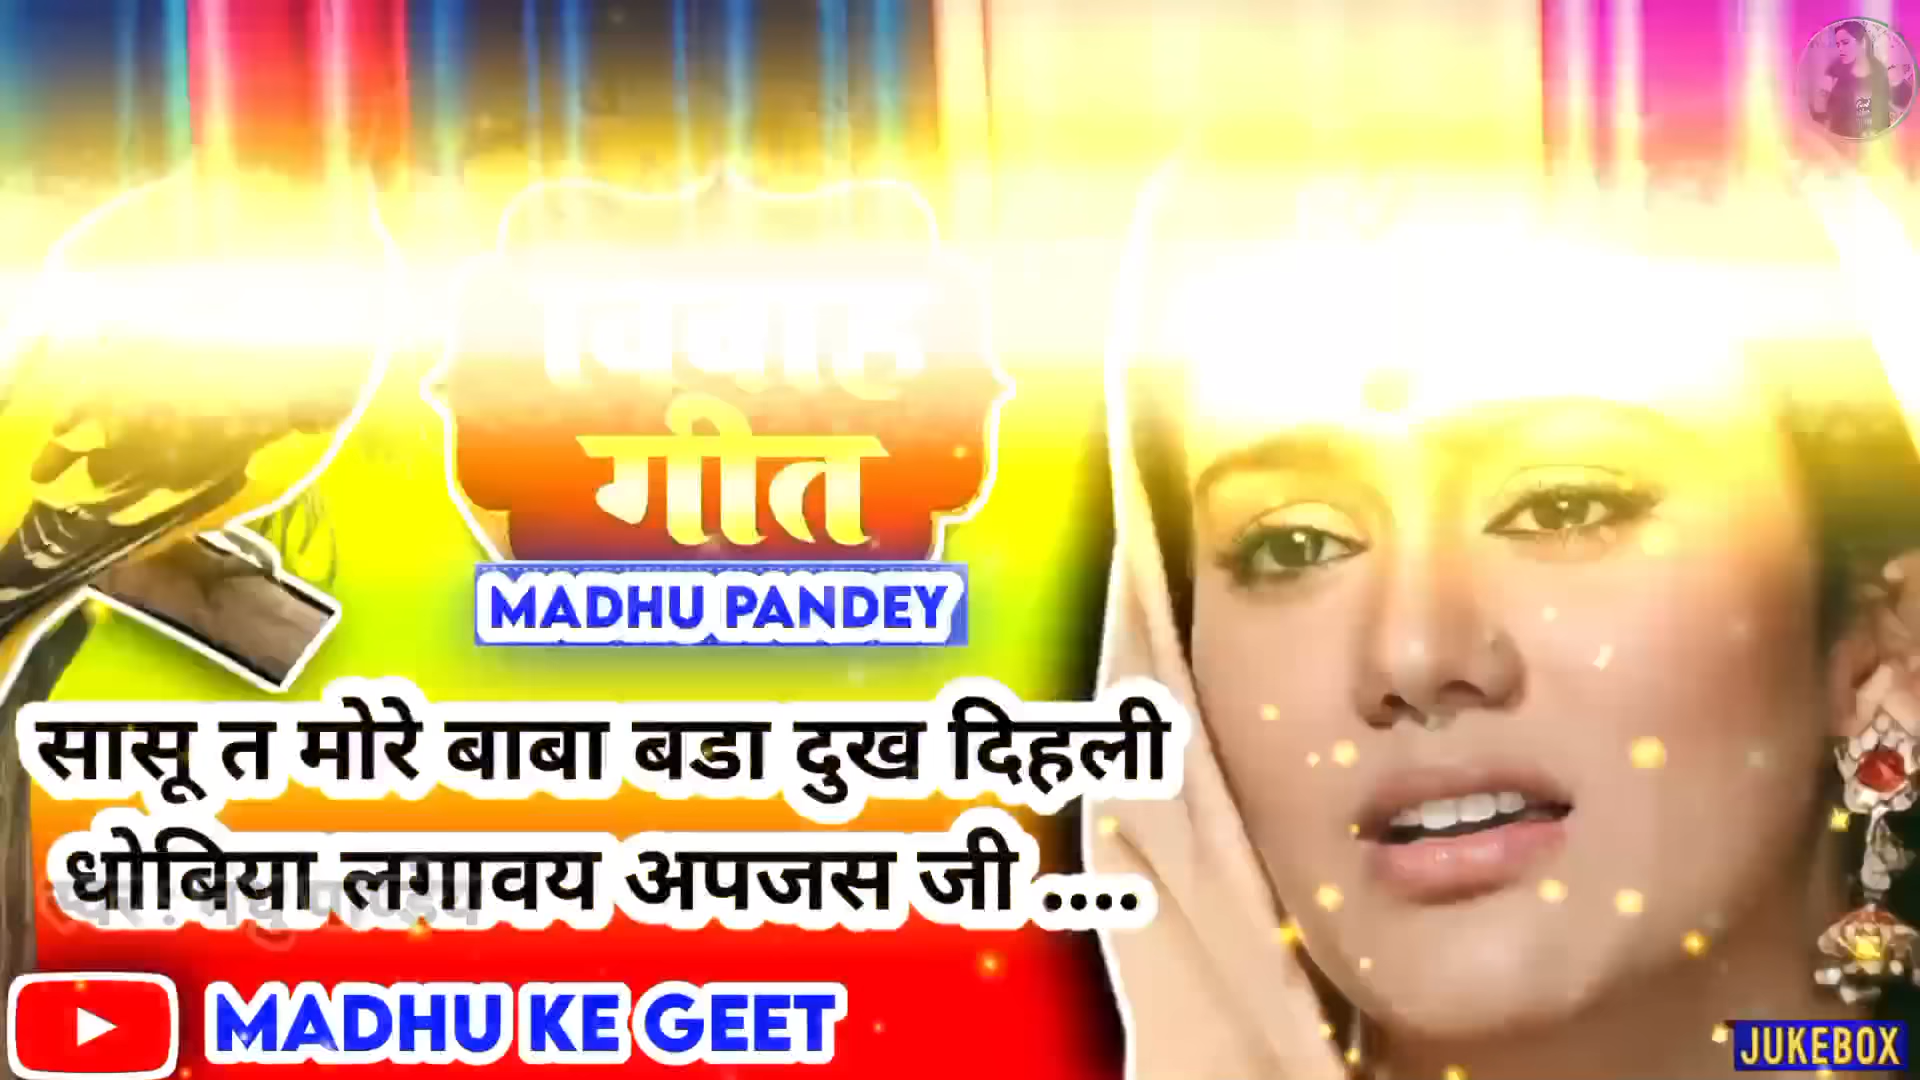 विवाह
गीत
MADHU PANDEY
सासू त मोरे बाबा बडा दुख दिहली
धोबिया लगावय अपजस जी ....
MADHU KE GEET
JUKEBOX